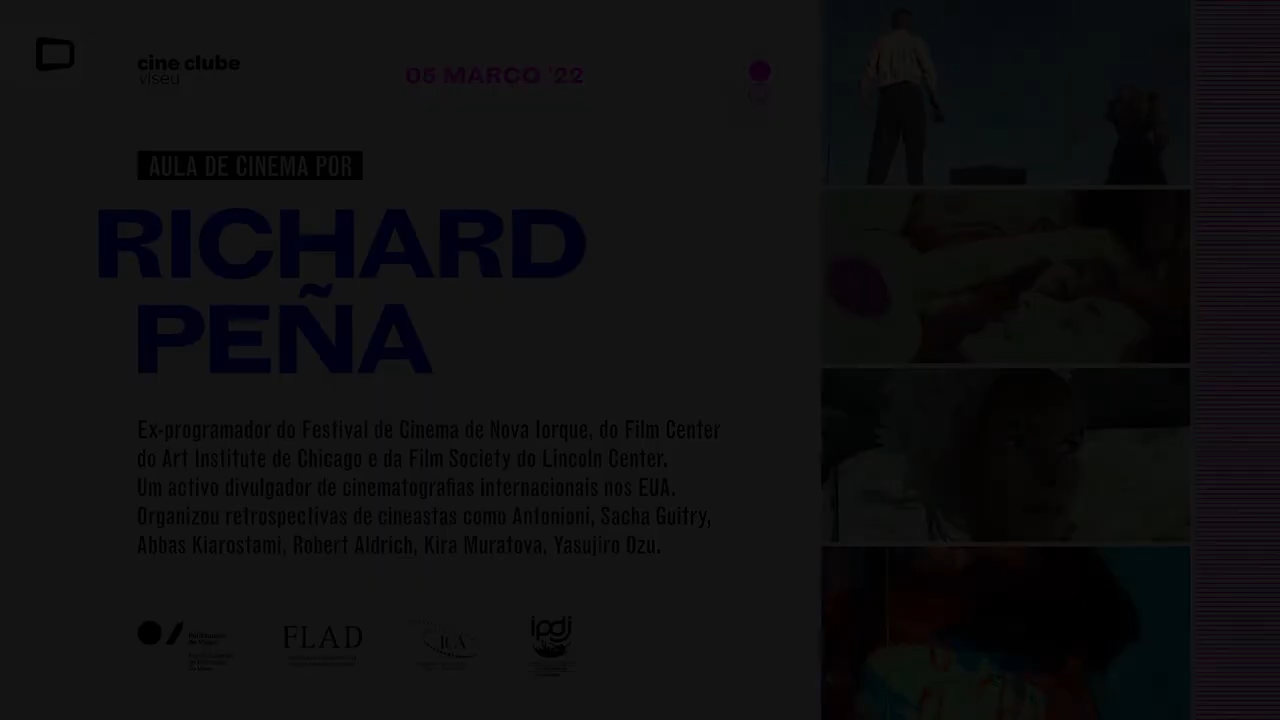 cine clube
viseu
05 MARÇO '22
AULA DE CINEMA POR
RICHARD
PEÑA
Ex-programador do Festival de Cinema de Nova Iorque, do Film Center
do Art Institute de Chicago e da Film Society do Lincoln Center.
Um activo divulgador de cinematografias internacionais nos EUA.
Organizou retrospectivas de cineastas como Antonioni, Sacha Guitry,
Abbas Kiarostami, Robert Aldrich, Kira Muratova, Yasujiro Ozu.
FLAD
ICA
ipdj